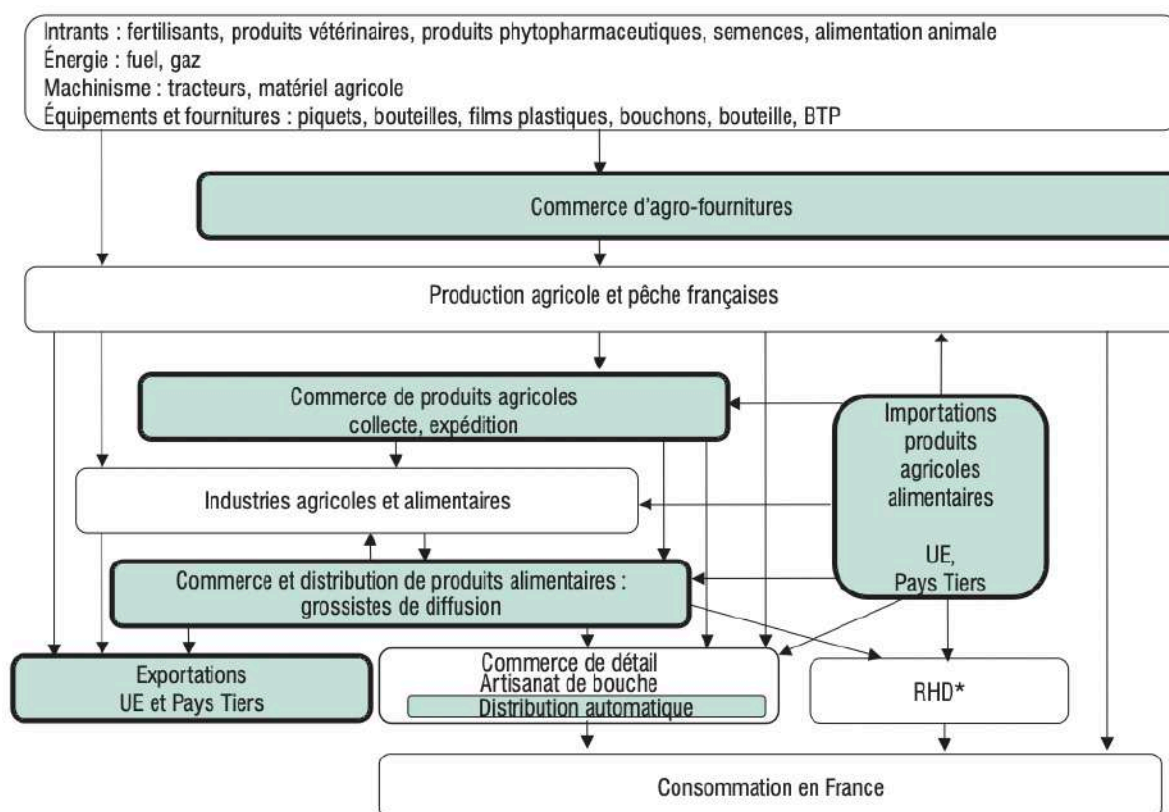 Intrants : fertilisants, produits vétérinaires, produits phytopharmaceutiques, semences, alimentation animale
Énergie : fuel, gaz
Machinisme : tracteurs, matériel agricole
Équipements et fournitures : piquets, bouteilles, films plastiques, bouchons, bouteille, BTP
Commerce d'agro-fournitures
Production agricole et pêche françaises
Commerce de produits agricoles
collecte, expédition
Importations
produits
agricoles
alimentaires
UE,
Pays Tiers
Industries agricoles et alimentaires
Commerce et distribution de produits alimentaires :
grossistes de diffusion
Exportations
UE et Pays Tiers
Commerce de détail
Artisanat de bouche
Distribution automatique
RHD*
Consommation en France